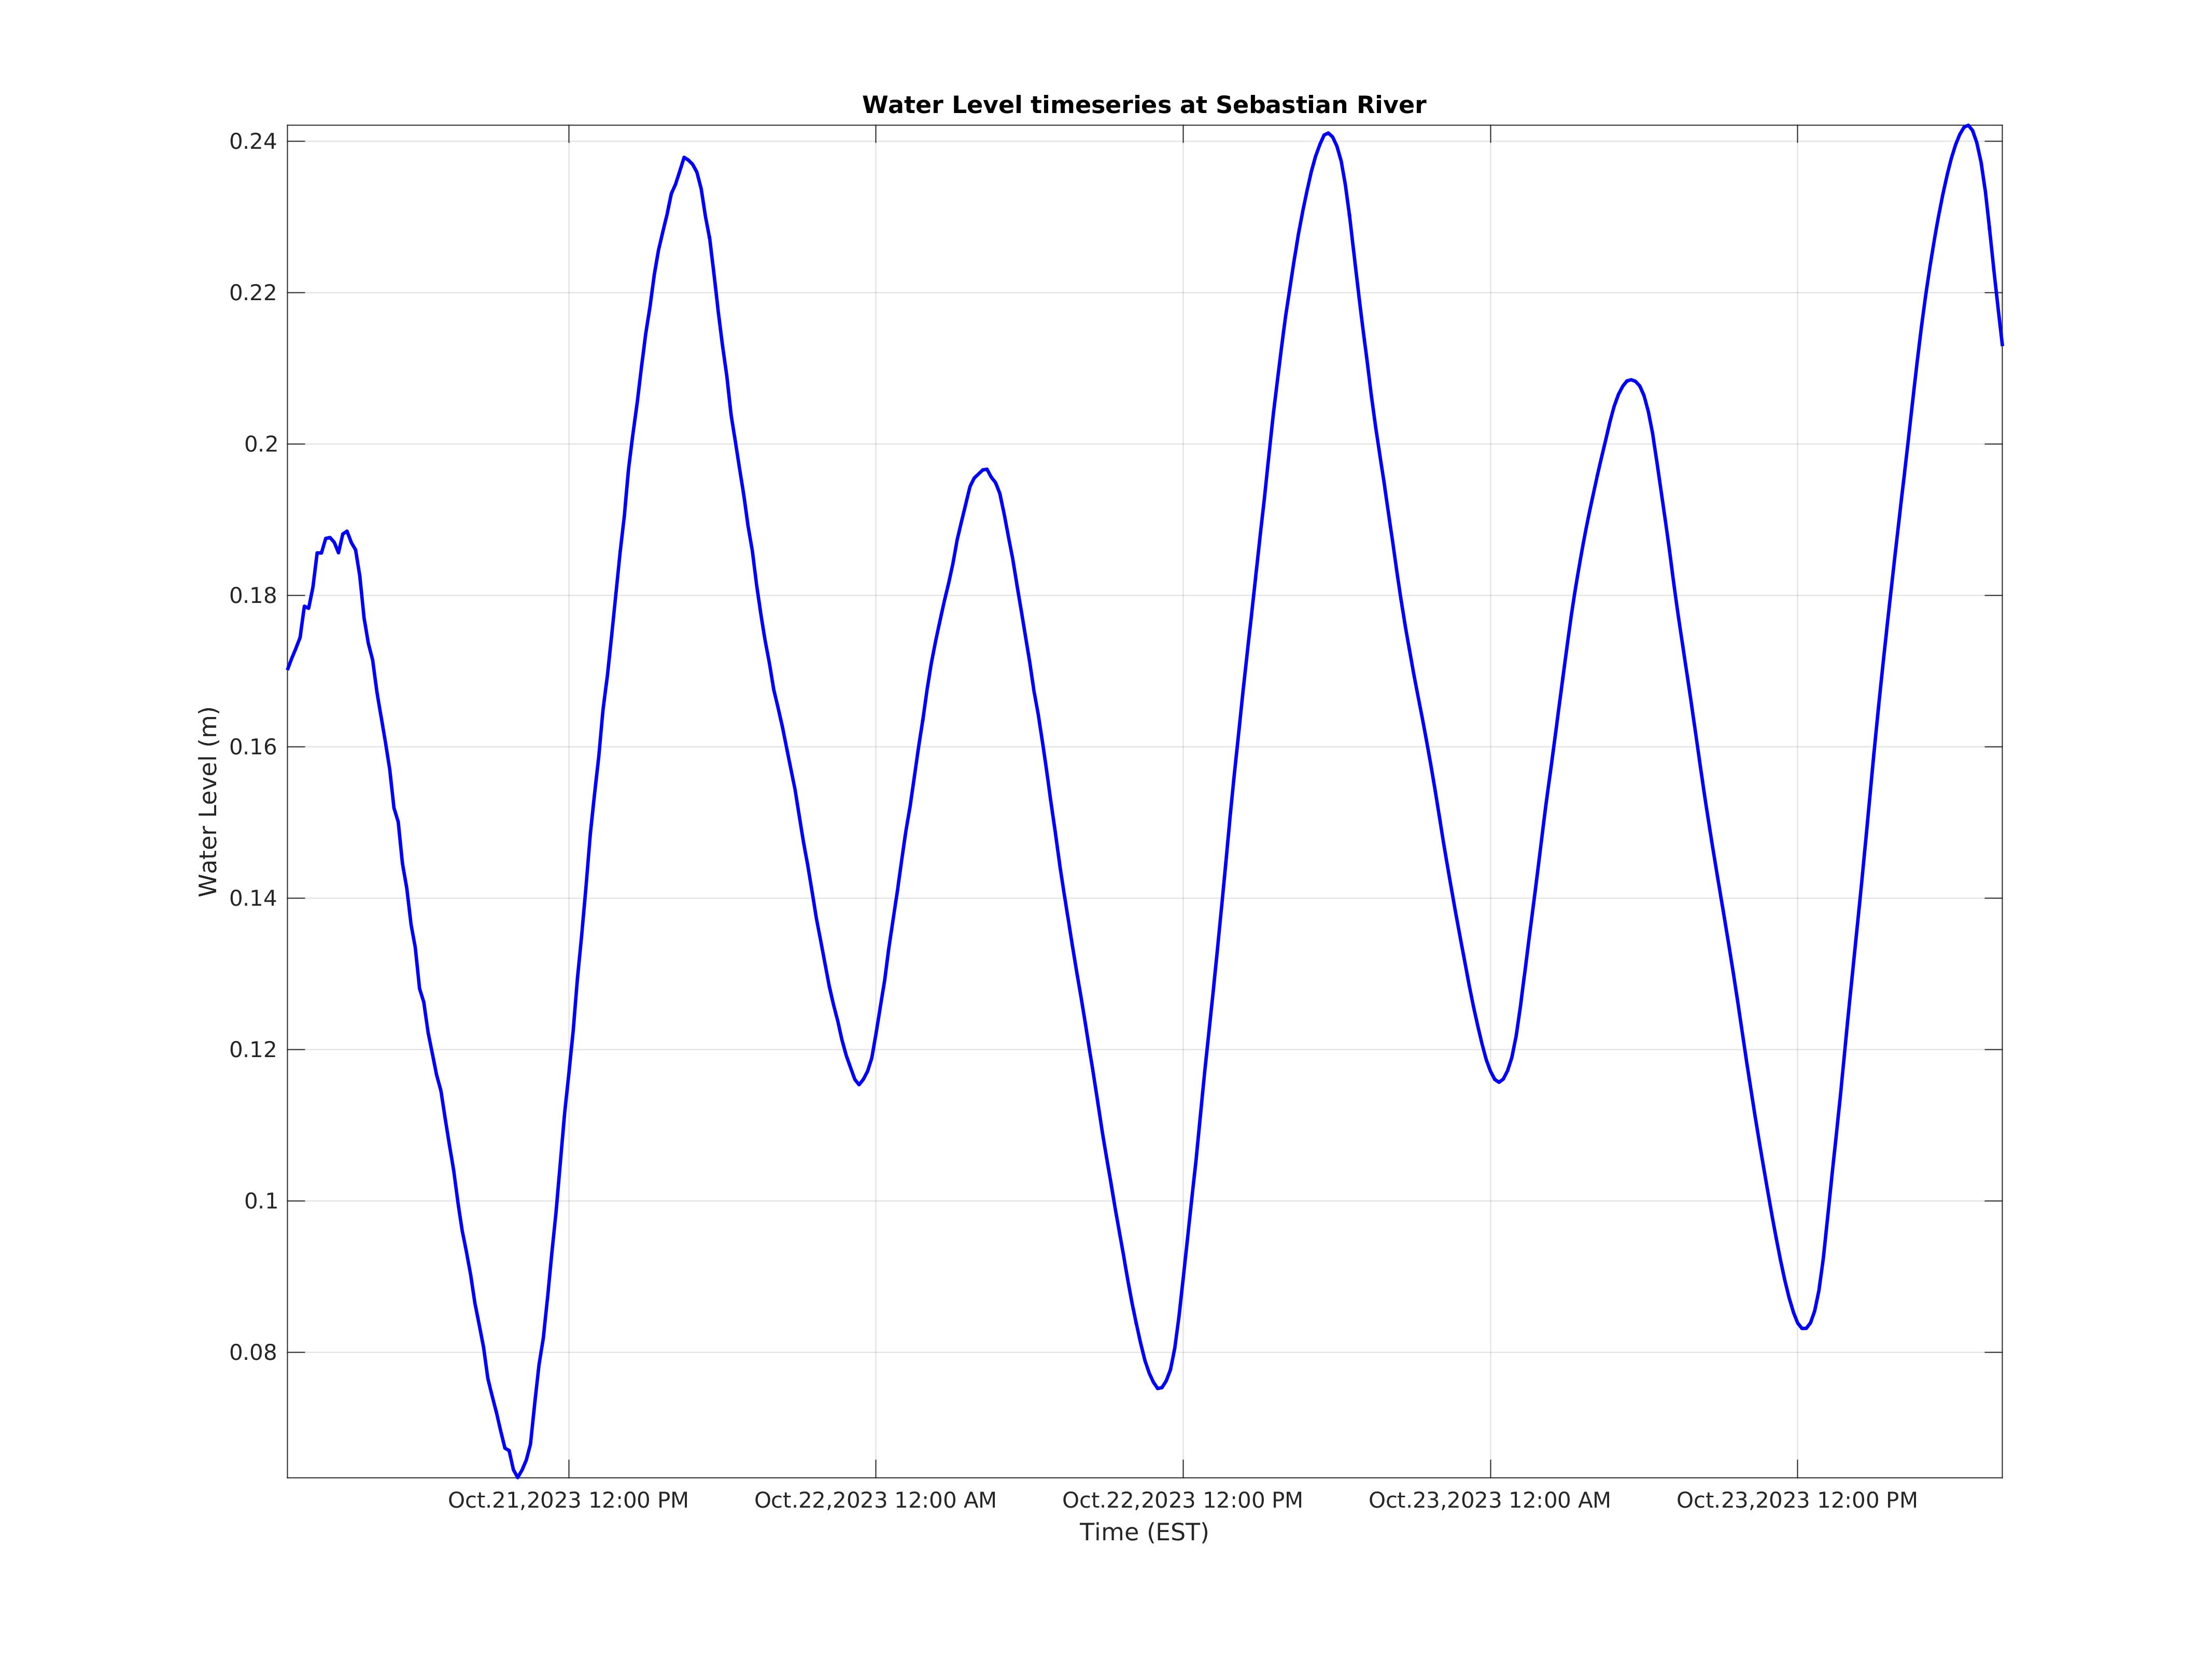 Water Level timeseries at Sebastian River
0.24
0.22
0.2
0.18
0.16
0.14
0.12
0.1
0.08
Water Level (m)
Oct.21,2023 12:00 PM
Oct.22,2023 12:00 AM
Oct.22,2023 12:00 PM
Oct.23,2023 12:00 AM
Oct.23,2023 12:00 PM
Time (EST)